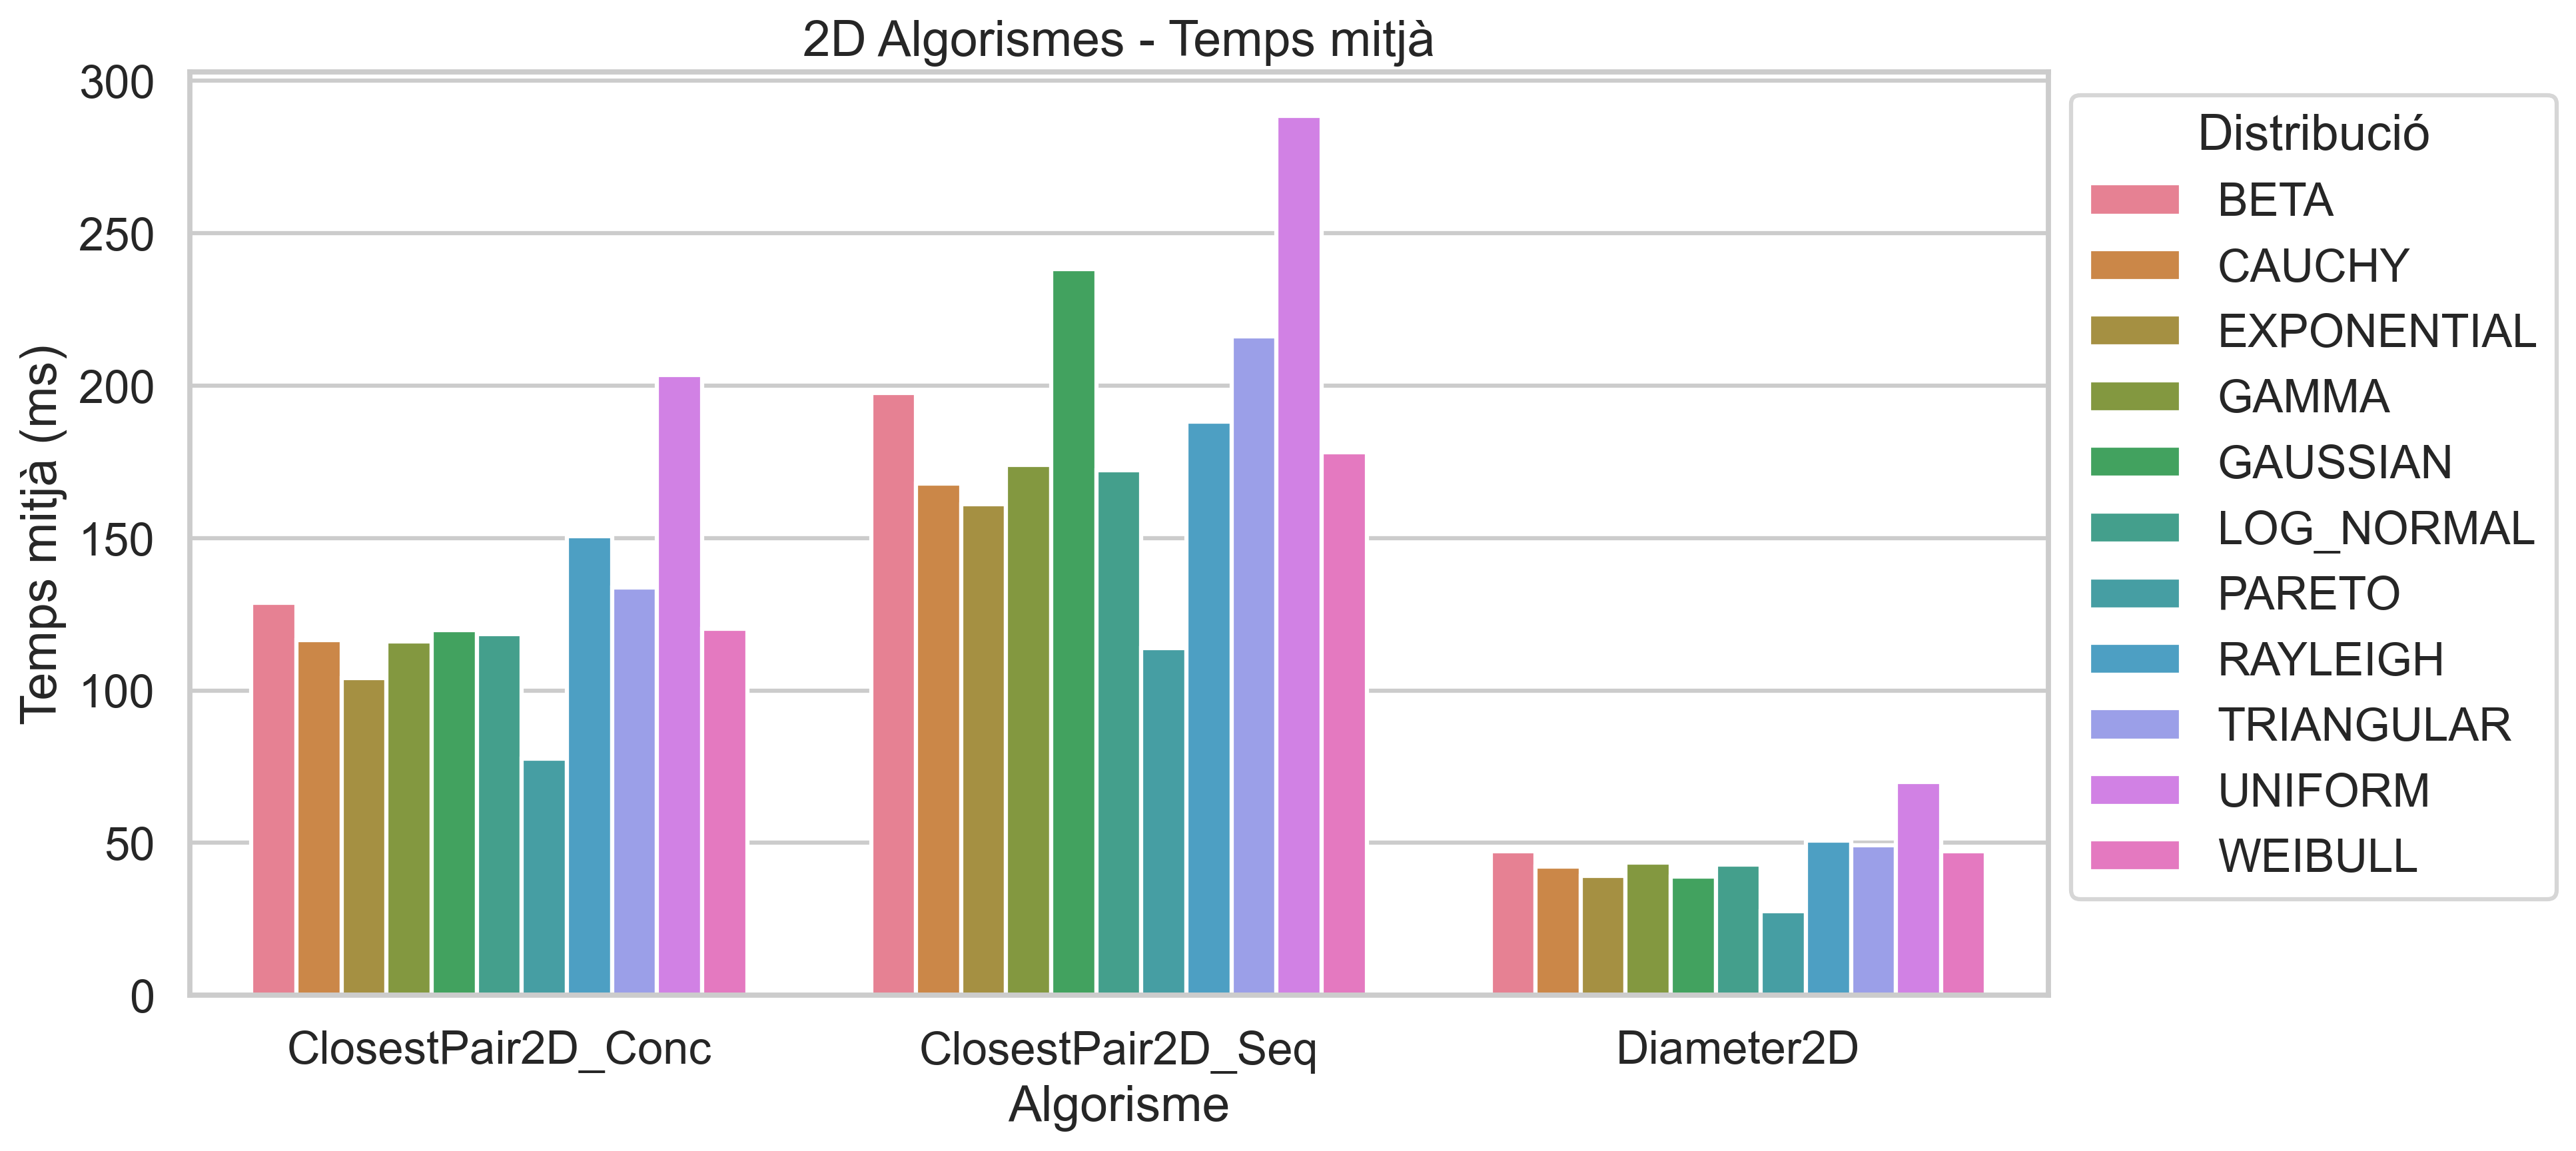 2D Algorismes - Temps mitjà
Temps mitjà (ms)
300
250
200
150
100
50
0
ClosestPair2D_Conc
ClosestPair2D_Seq
Diameter2D
Algorisme
Distribució
BETA
CAUCHY
EXPONENTIAL
GAMMA
GAUSSIAN
LOG_NORMAL
PARETO
RAYLEIGH
TRIANGULAR
UNIFORM
WEIBULL